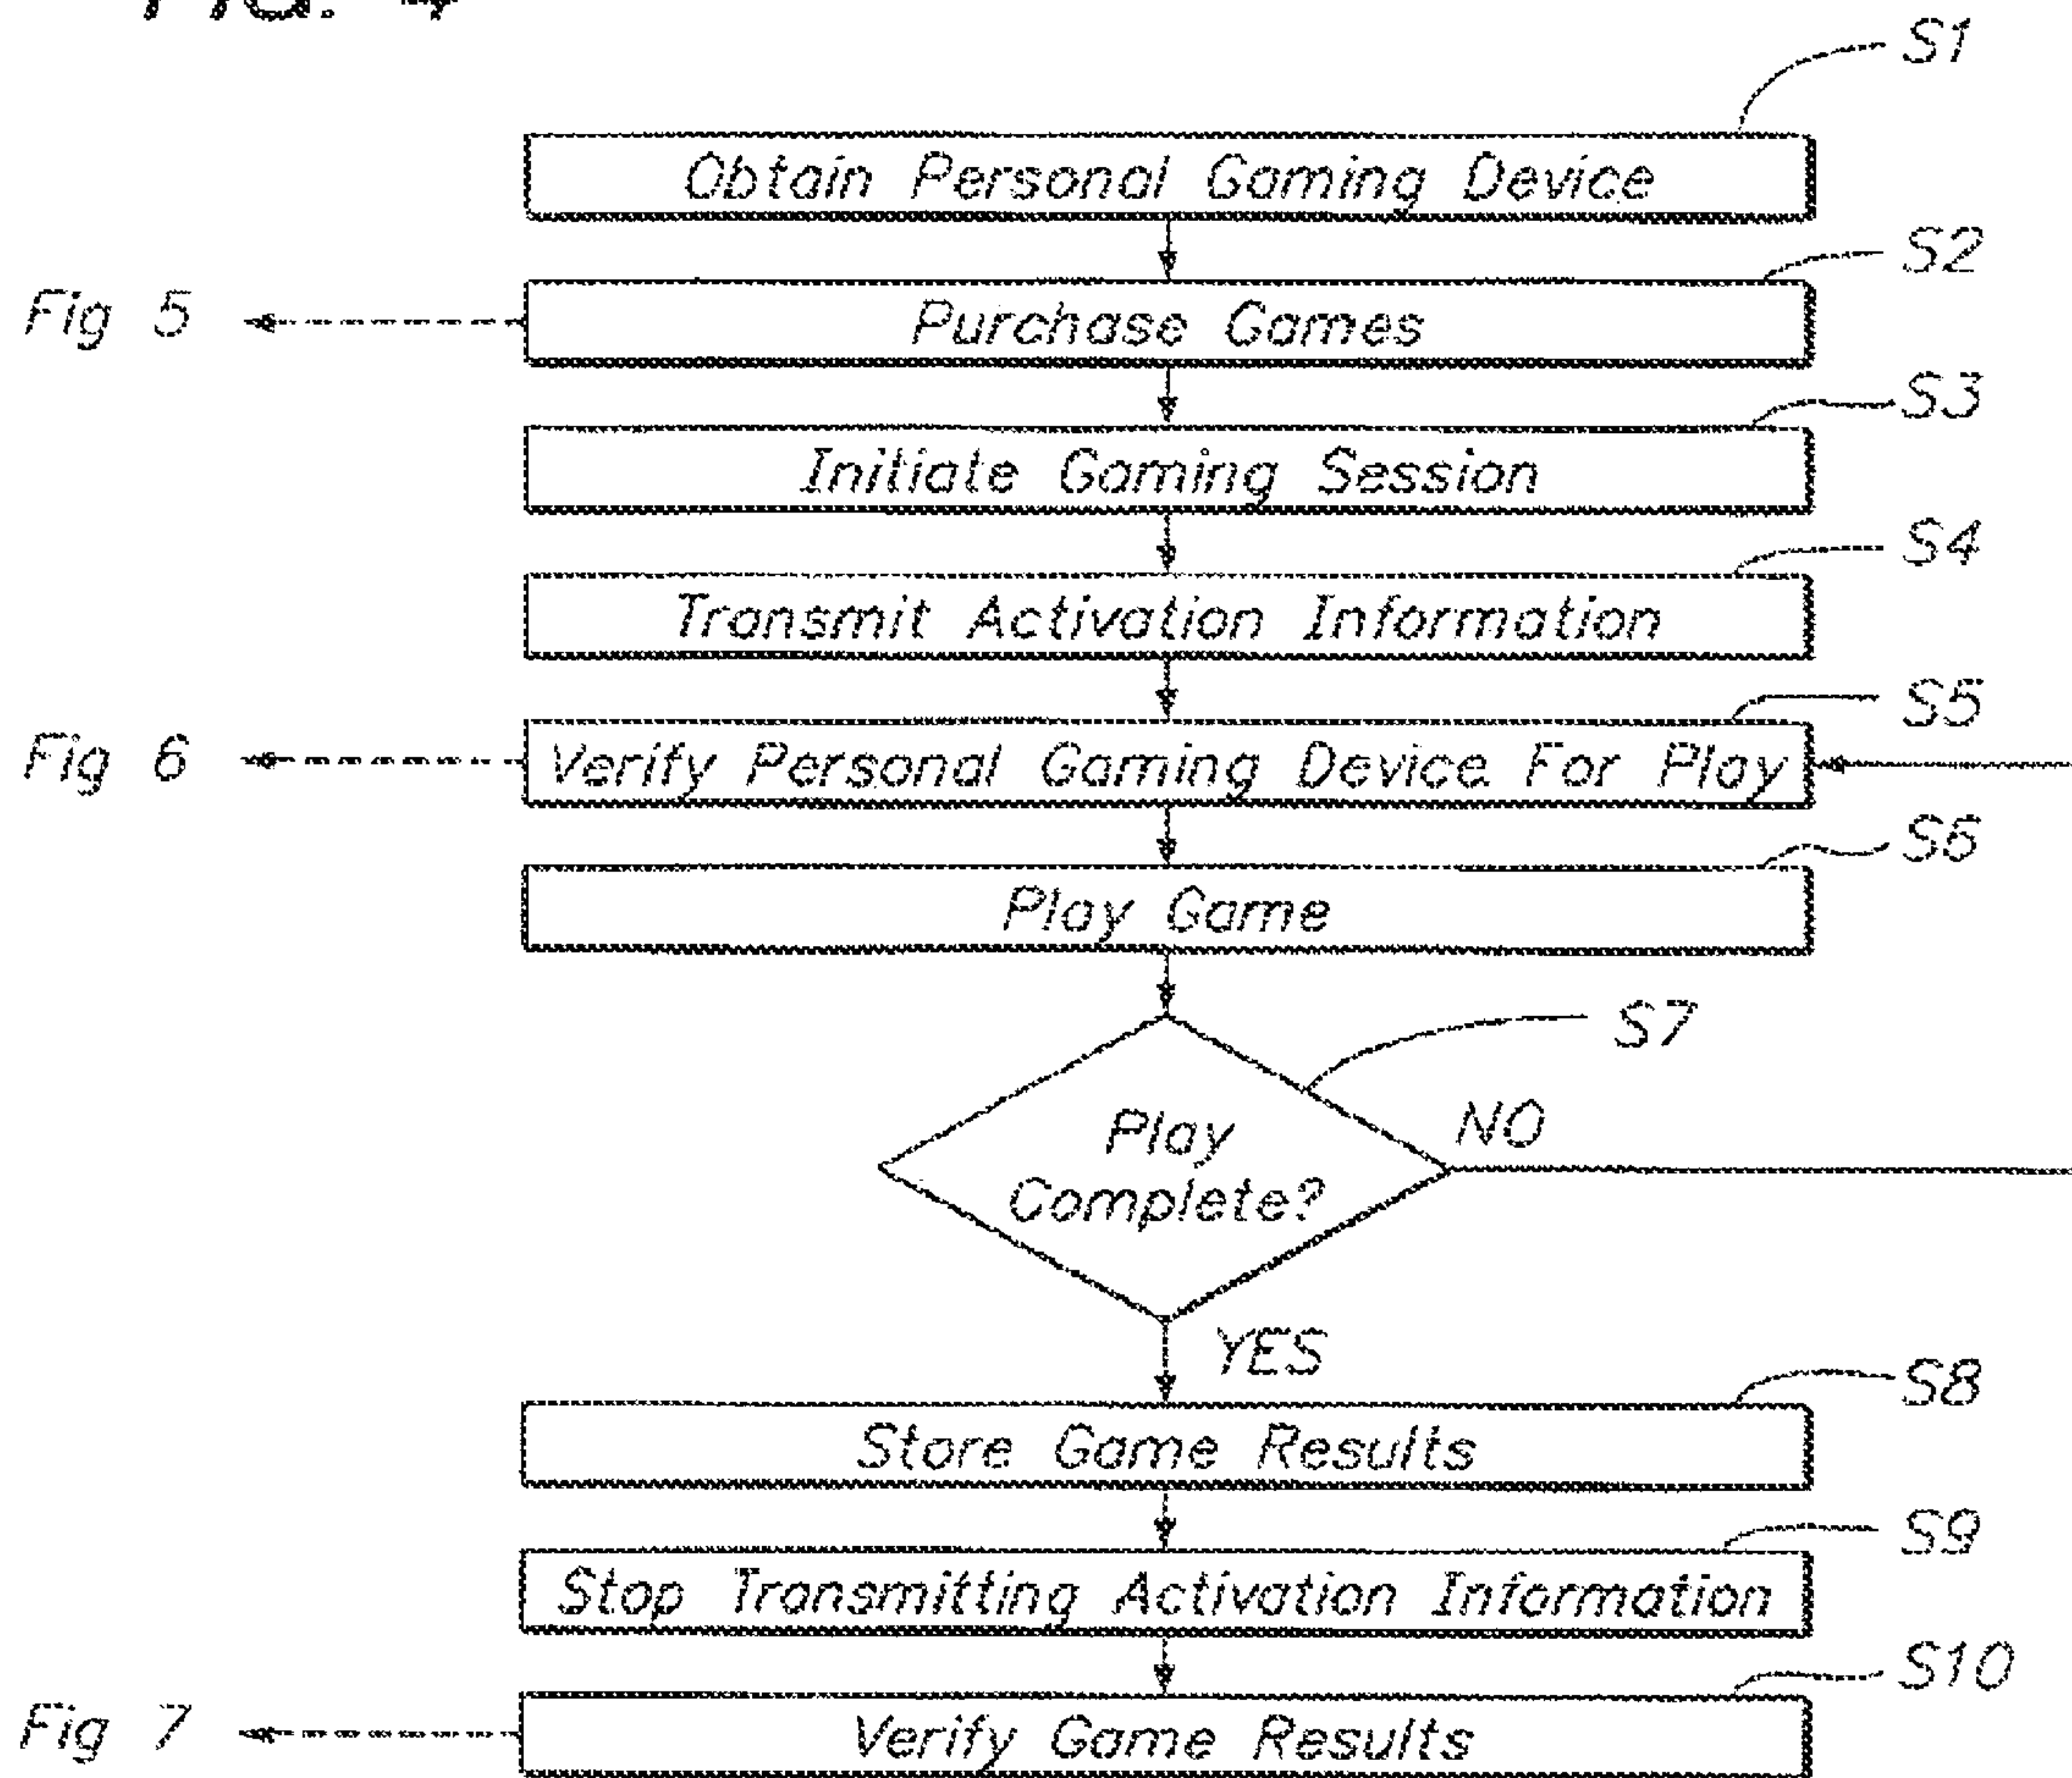 FIG. 4
S1
Obtain Personal Gaming Device
S2
Fig 5
Purchase Games
S3
Initiate Gaming Session
S4
Transmit Activation Information
S5
Fig 6
Verify Personal Gaming Device For Play
S6
Play Game
S7
Play
Complete?
NO
YES
S8
Store Game Results
S9
Stop Transmitting Activation Information
S10
Fig 7
Verify Game Results